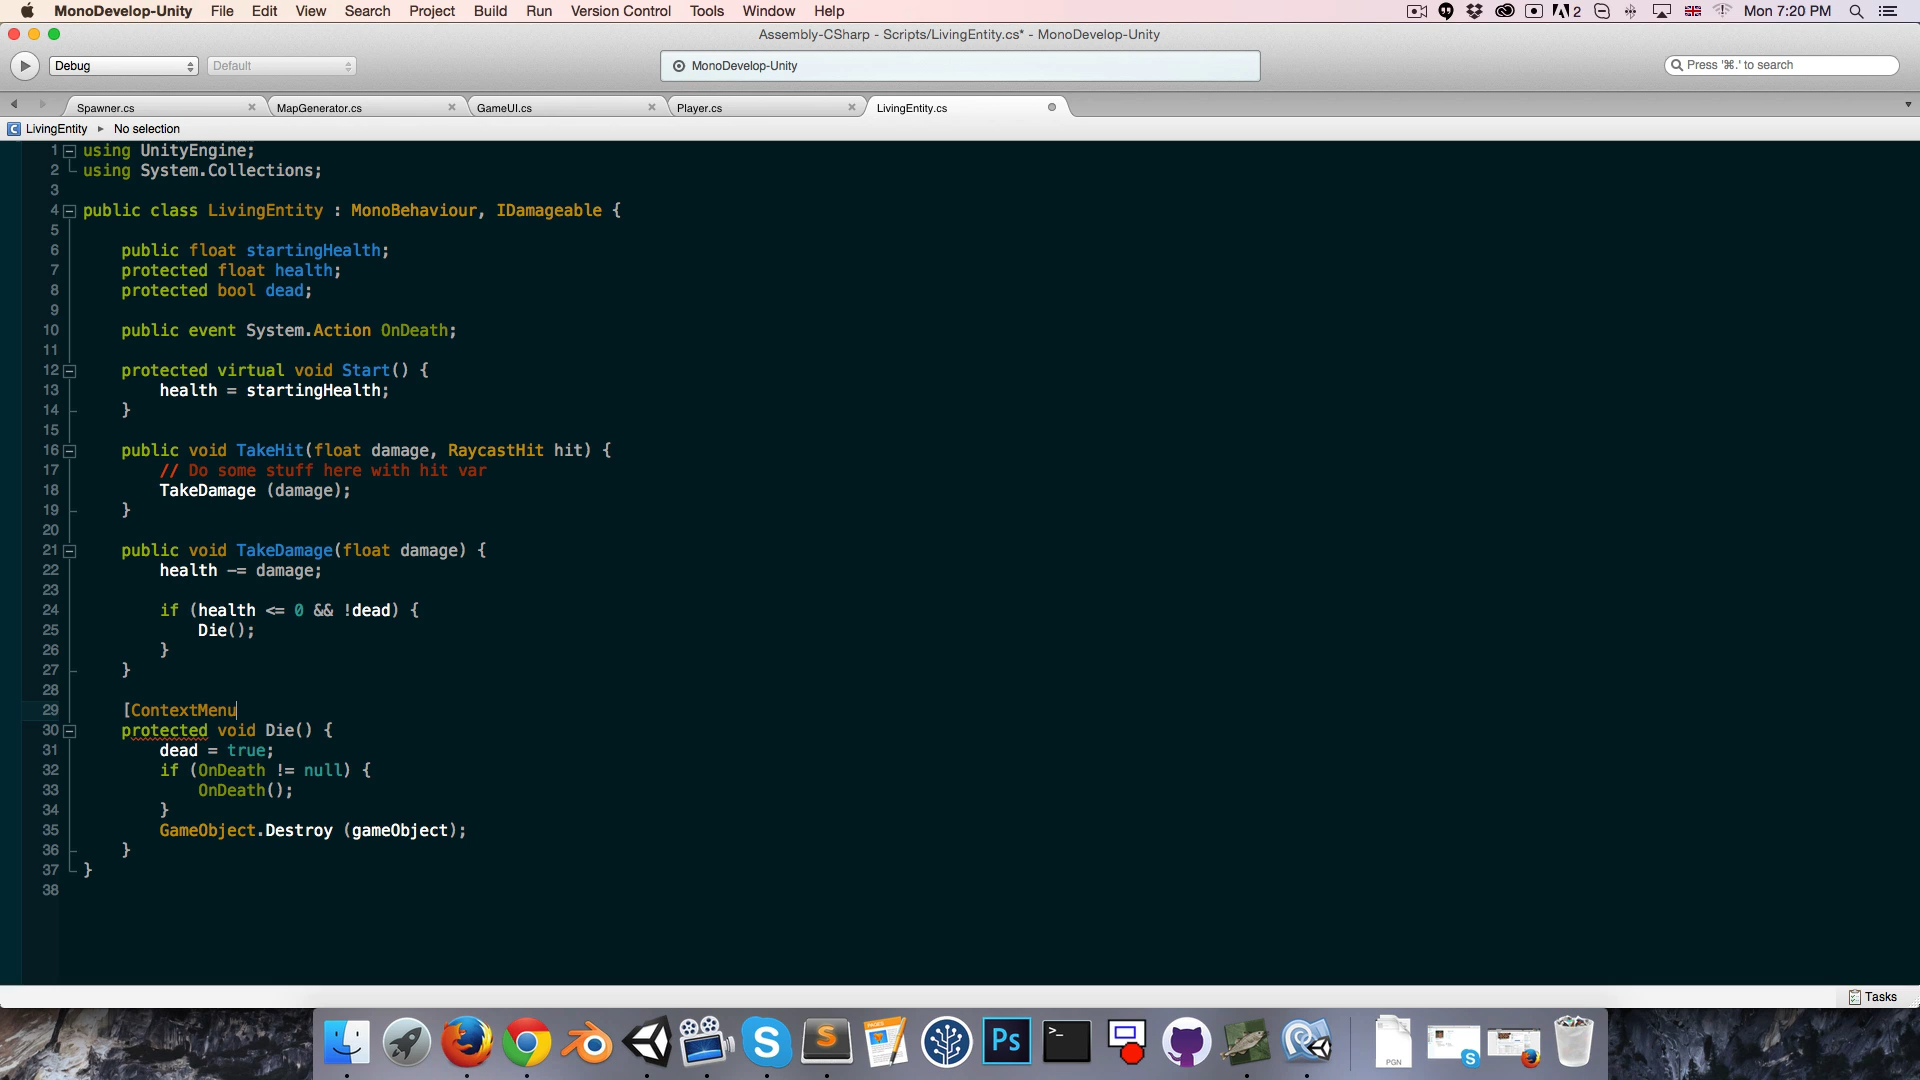 MonoDevelop-Unity File Edit View Search Project Build Run Version Control Tools Window Help 2 Mon 7:20 PM
Assembly-CSharp - Scripts/LivingEntity.cs* - MonoDevelop-Unity
Debug Default MonoDevelop-Unity Press '⌘.' to search
Spawner.cs MapGenerator.cs GameUI.cs Player.cs LivingEntity.cs
C LivingEntity No selection
1 using UnityEngine;
2 using System.Collections;
3
4 public class LivingEntity : MonoBehaviour, IDamageable {
5
6 public float startingHealth;
7 protected float health;
8 protected bool dead;
9
10 public event System.Action OnDeath;
11
12 protected virtual void Start() {
13 health = startingHealth;
14 }
15
16 public void TakeHit(float damage, RaycastHit hit) {
17 // Do some stuff here with hit var
18 TakeDamage (damage);
19 }
20
21 public void TakeDamage(float damage) {
22 health -= damage;
23
24 if (health <= 0 && !dead) {
25 Die();
26 }
27 }
28
29 [ContextMenu
30 protected void Die() {
31 dead = true;
32 if (OnDeath != null) {
33 OnDeath();
34 }
35 GameObject.Destroy (gameObject);
36 }
37 }
38
Tasks
S S Ps >_ PGN S